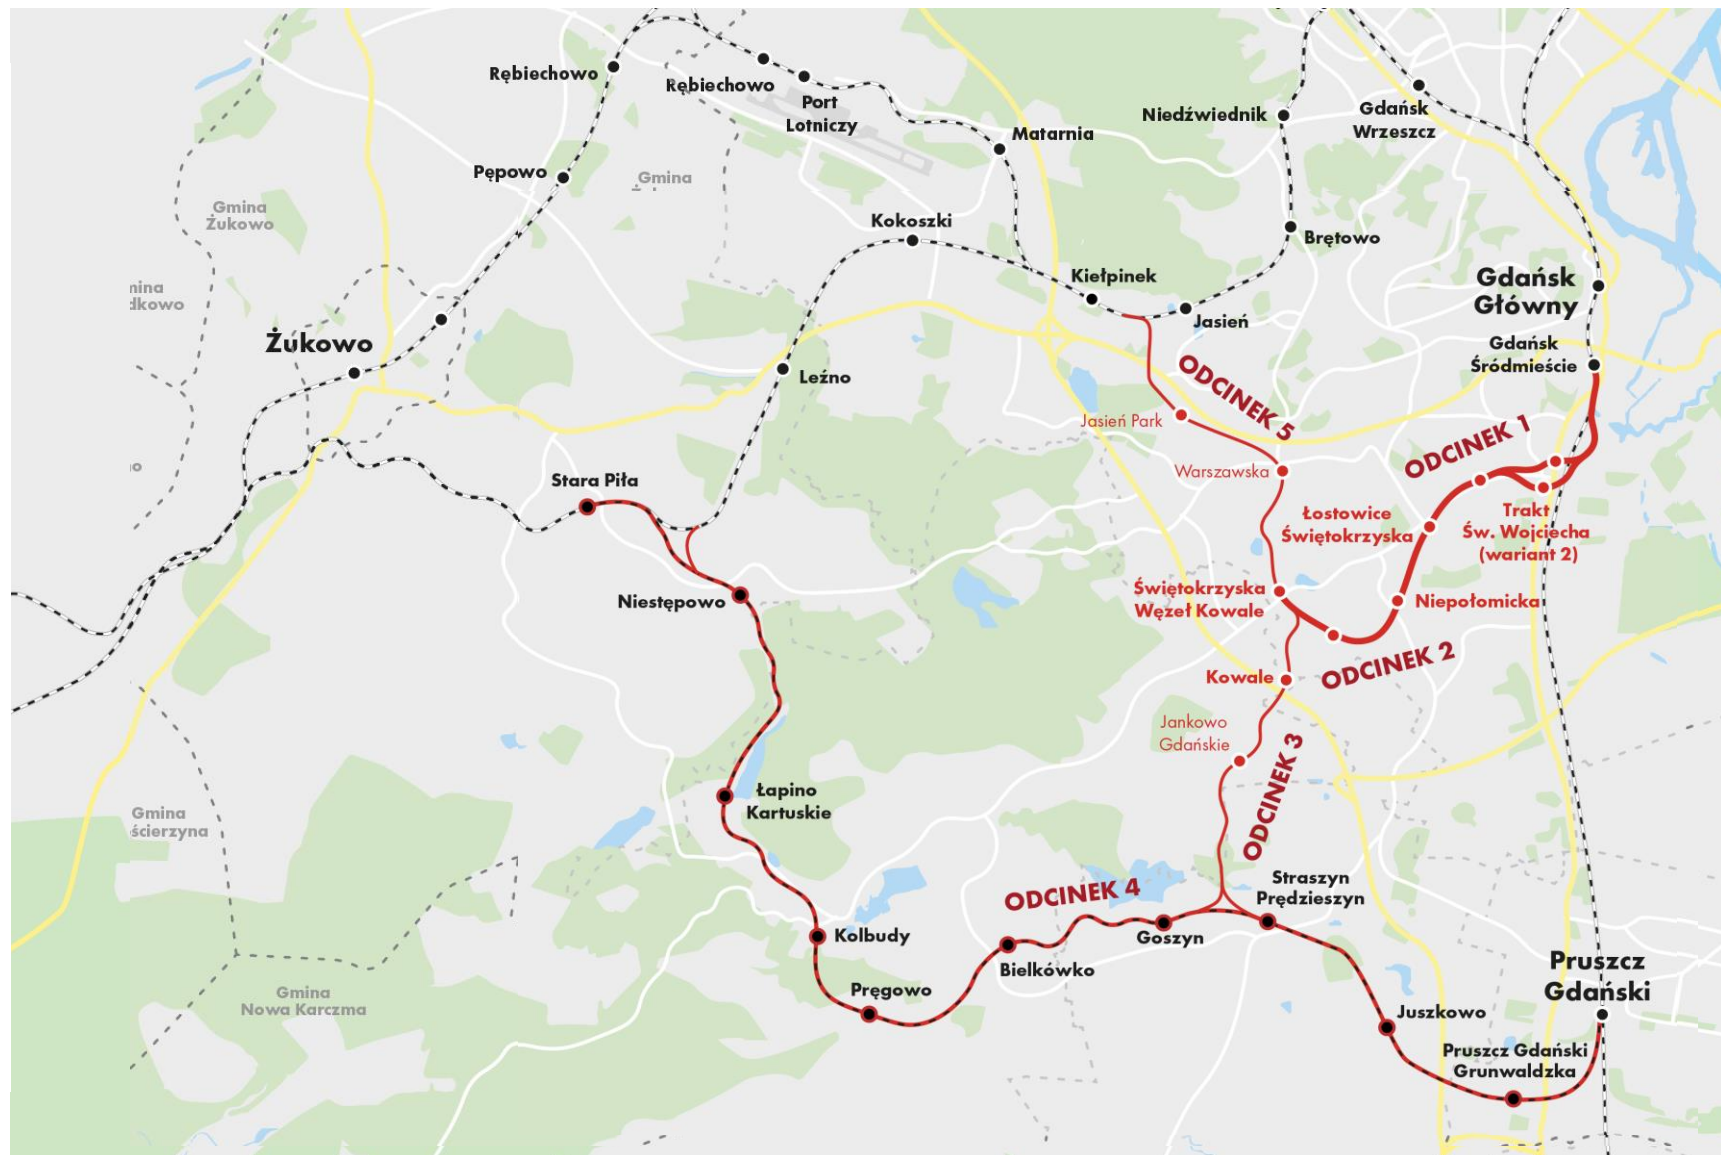 Rębiechowo
Rębiechowo
Port
Lotniczy
Matarnia
Niedźwiednik
Gdańsk
Wrzeszcz
Pępowo
Gmina
Gmina
Żukowo
Kokoszki
Brętowo
Kiełpinek
Gdańsk
Główny
Żukowo
Jasień
Gdańsk
Śródmieście
Leźno
ODCINEK 5
Jasień Park
ODCINEK 1
Warszawska
Stara Piła
Łostowice
Świętokrzyska
Trakt
Św. Wojciecha
(wariant 2)
Niestępowo
Świętokrzyska
Węzeł Kowale
Niepołomicka
ODCINEK 2
Kowale
Jankowo
Gdańskie
ODCINEK 3
Łapino
Kartuskie
Gmina
ODCINEK 4
Straszyn
Prędzieszyn
Kolbudy
Goszyn
Bielkówko
Pręgowo
Pruszcz
Gdański
Gmina
Nowa Karczma
Juszkowo
Pruszcz Gdański
Grunwaldzka